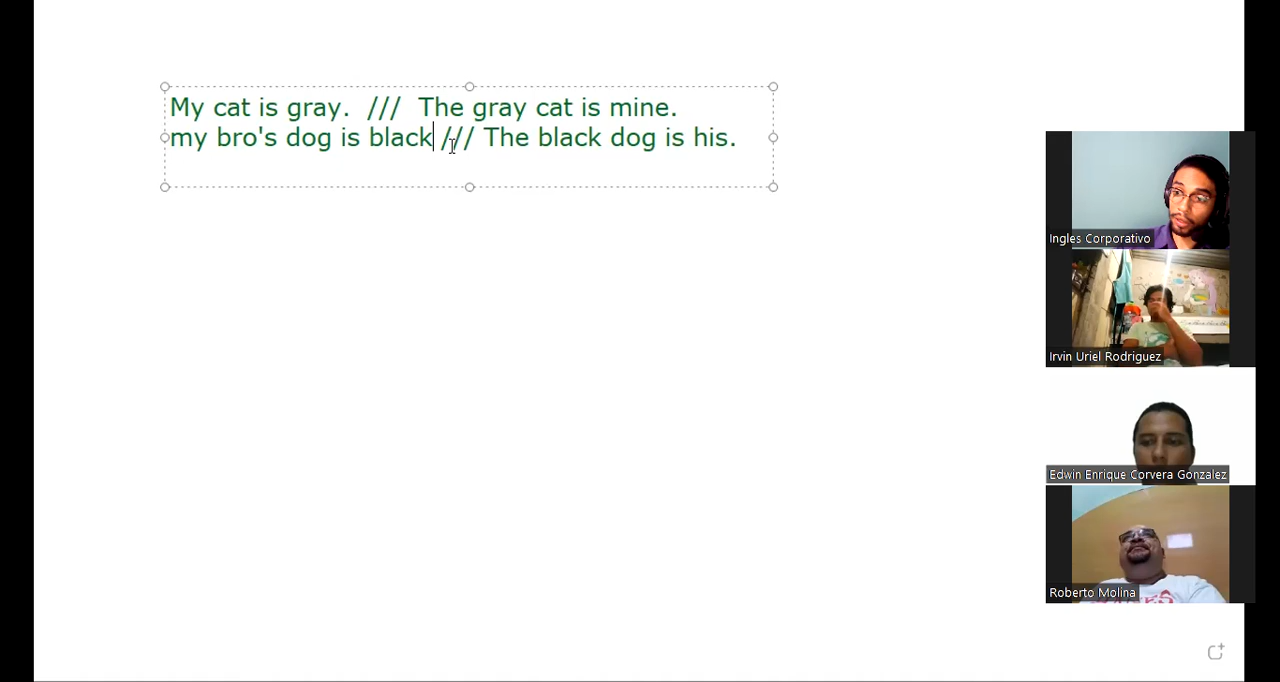 My cat is gray.  ///  The gray cat is mine.
my bro's dog is black /// The black dog is his.
Ingles Corporativo
Irvin Uriel Rodriguez
Edwin Enrique Corvera Gonzalez
Roberto Molina